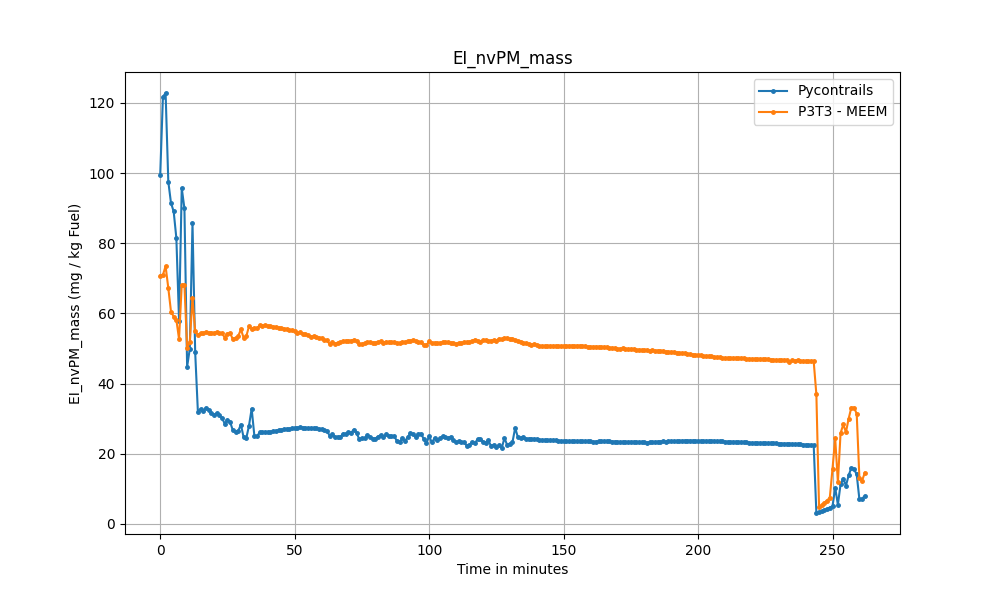 EI_nvPM_mass
Pycontrails
P3T3 - MEEM
EI_nvPM_mass (mg / kg Fuel)
120
100
80
60
40
20
0
0 50 100 150 200 250
Time in minutes